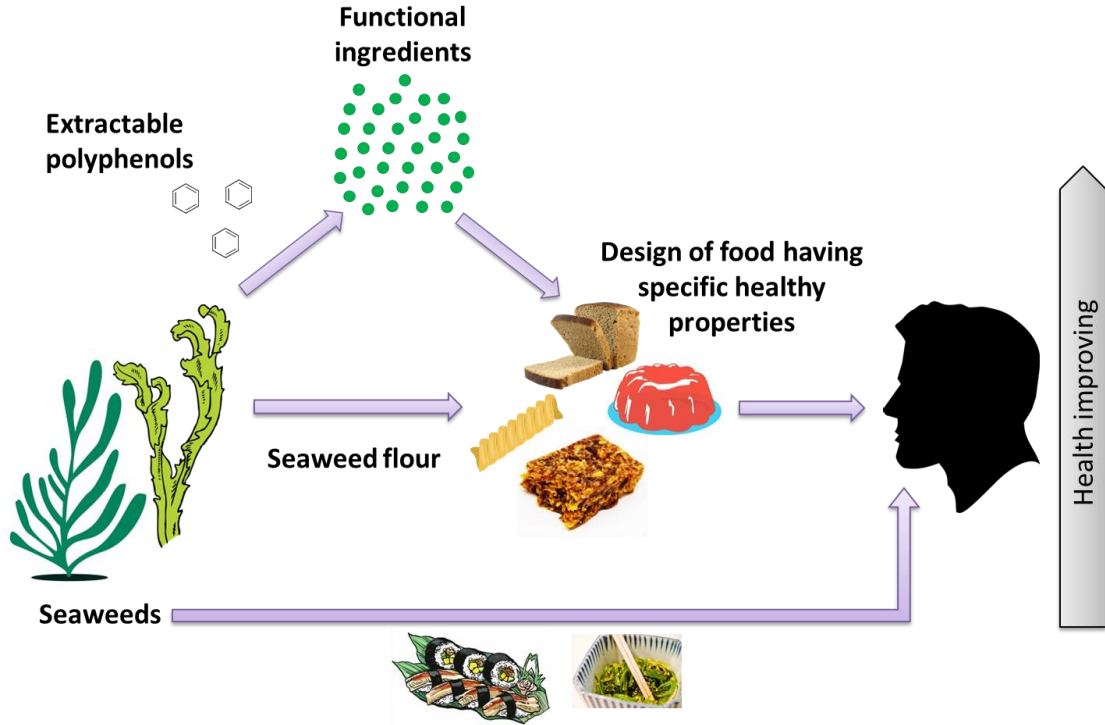 Functional
ingredients
Extractable
polyphenols
Design of food having
specific healthy
properties
Seaweed flour
Seaweeds
Health improving